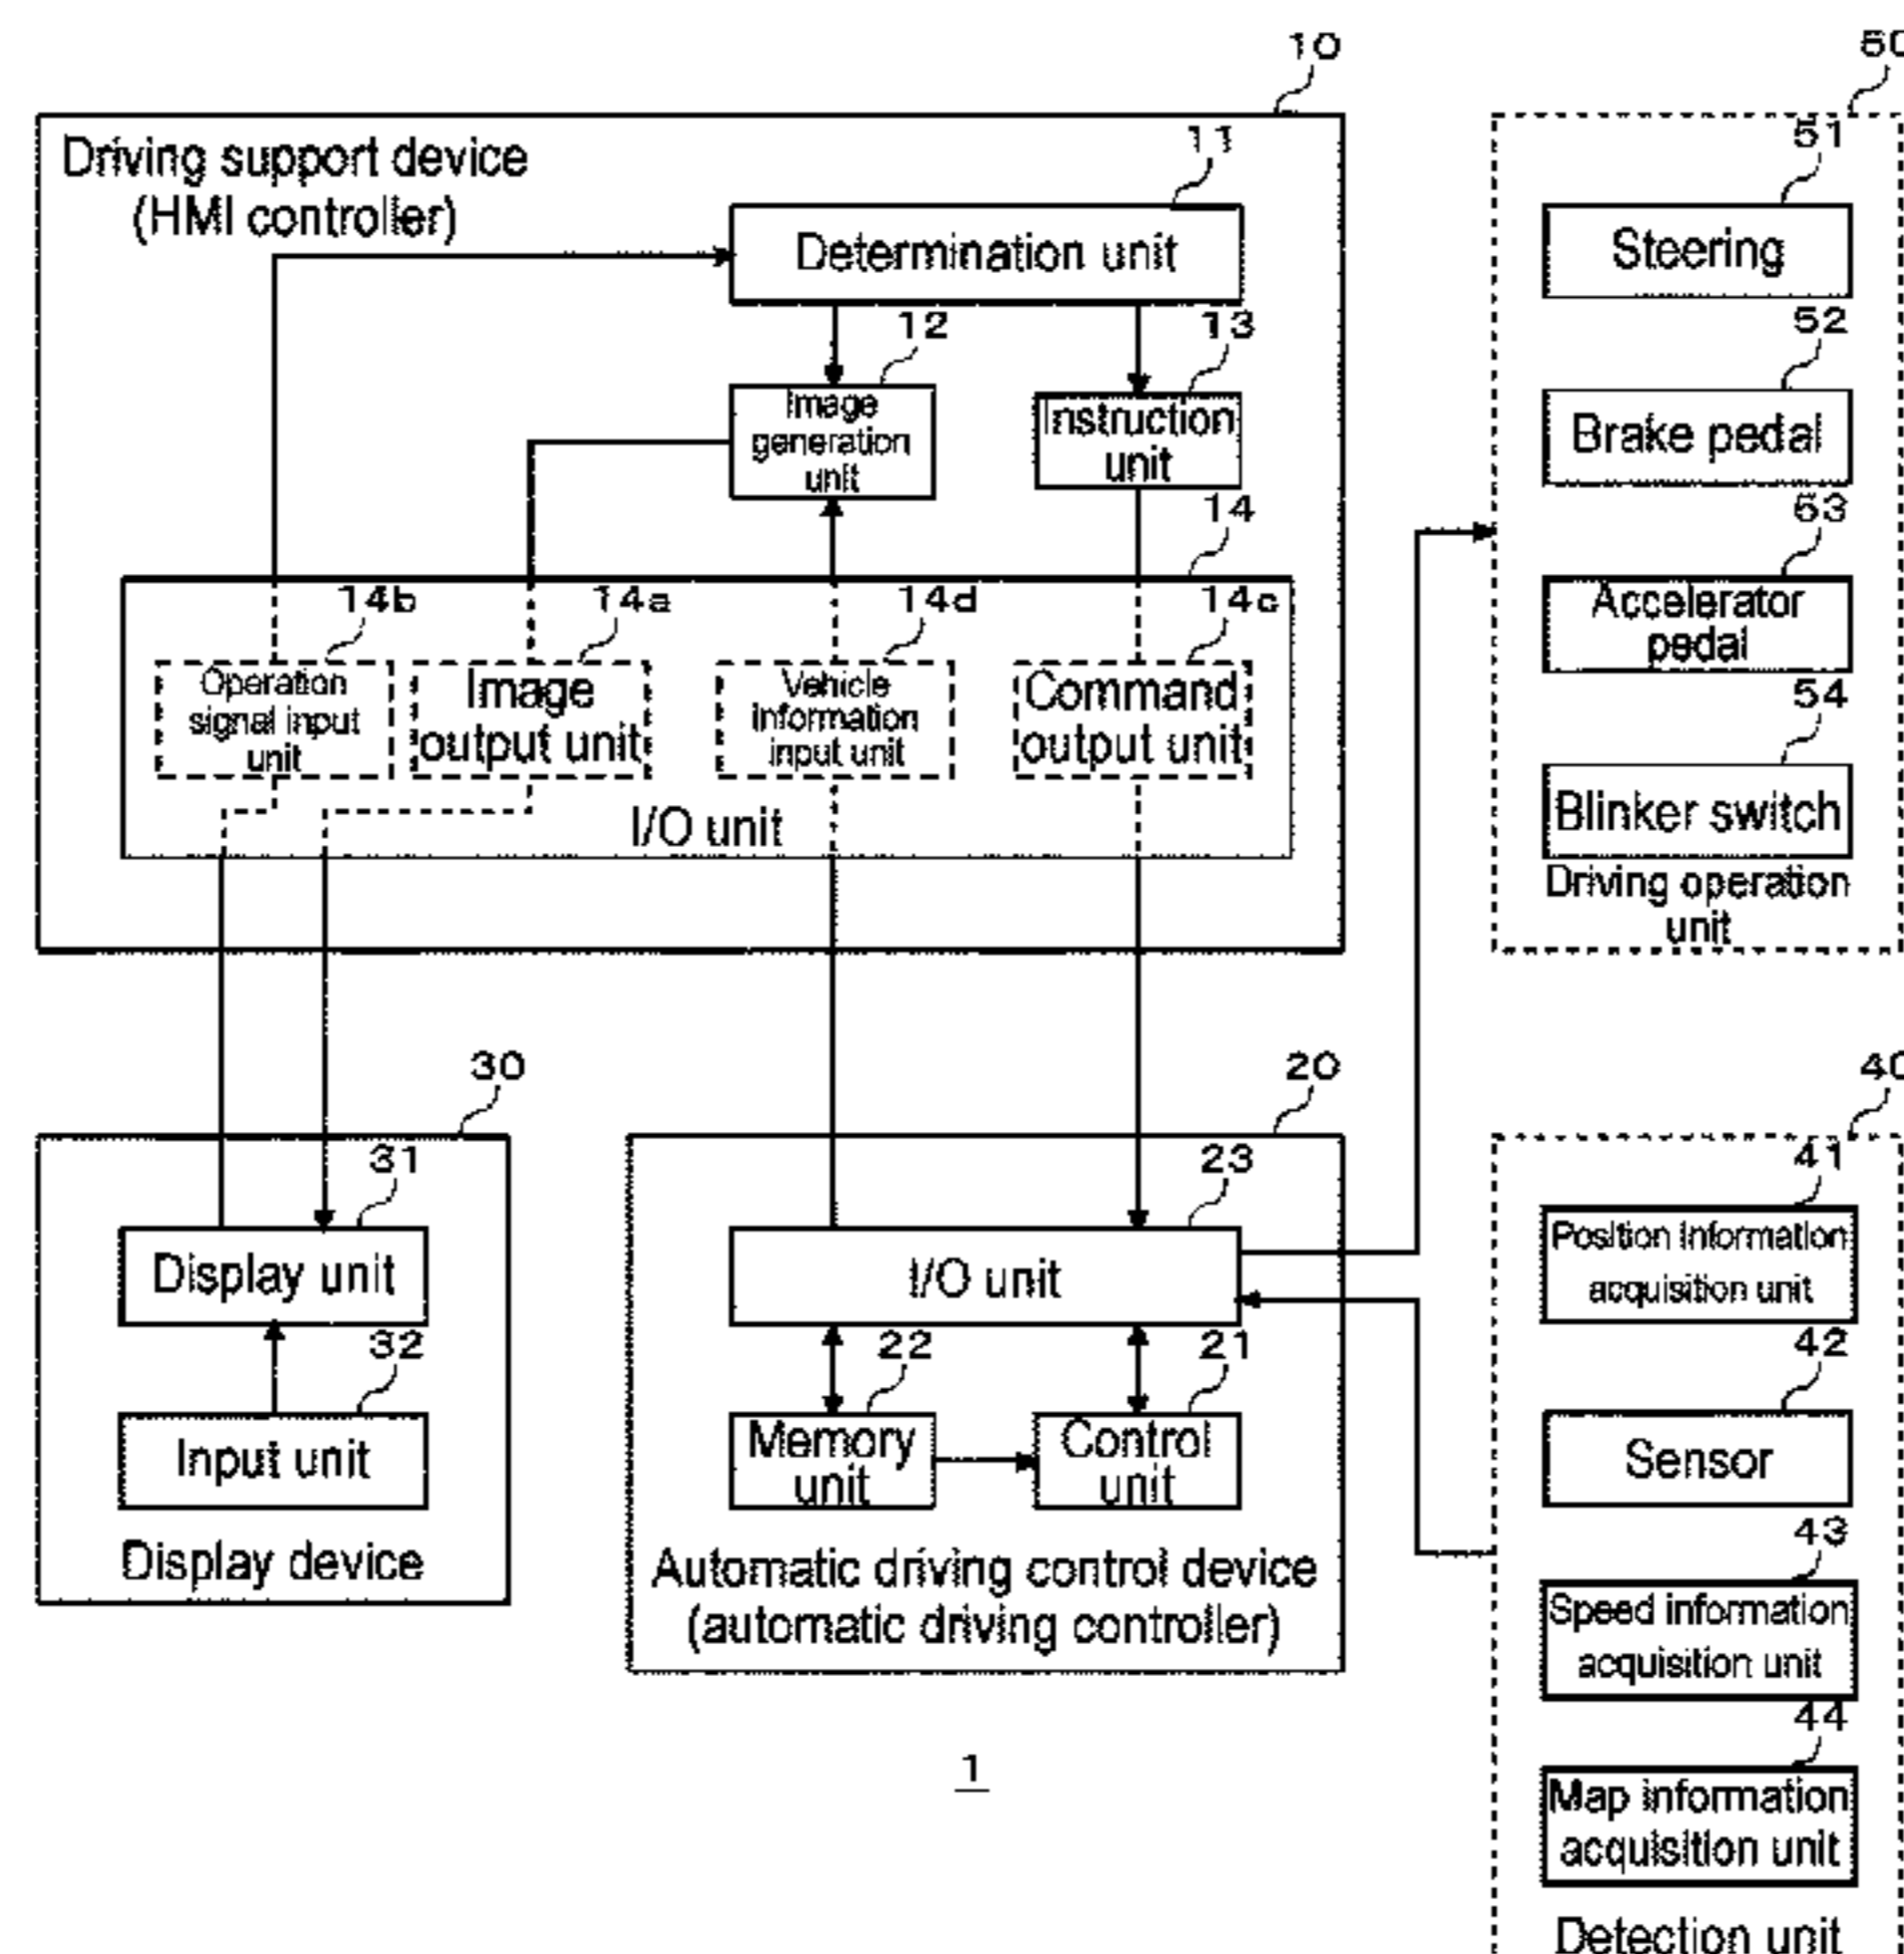 10
50
Driving support device
(HMI controller)
11
51
Determination unit
Steering
12
13
52
Image
generation
unit
Instruction
unit
Brake pedal
14
53
14b
14a
14d
14c
Accelerator
pedal
Operation
signal input
unit
Image
output unit
Vehicle
information
input unit
Command
output unit
54
I/O unit
Blinker switch
Driving operation
unit
30
20
40
31
23
41
Display unit
I/O unit
Position information
acquisition unit
32
22
21
42
Input unit
Memory
unit
Control
unit
Sensor
Display device
Automatic driving control device
(automatic driving controller)
43
Speed information
acquisition unit
44
1
Map information
acquisition unit
Detection unit